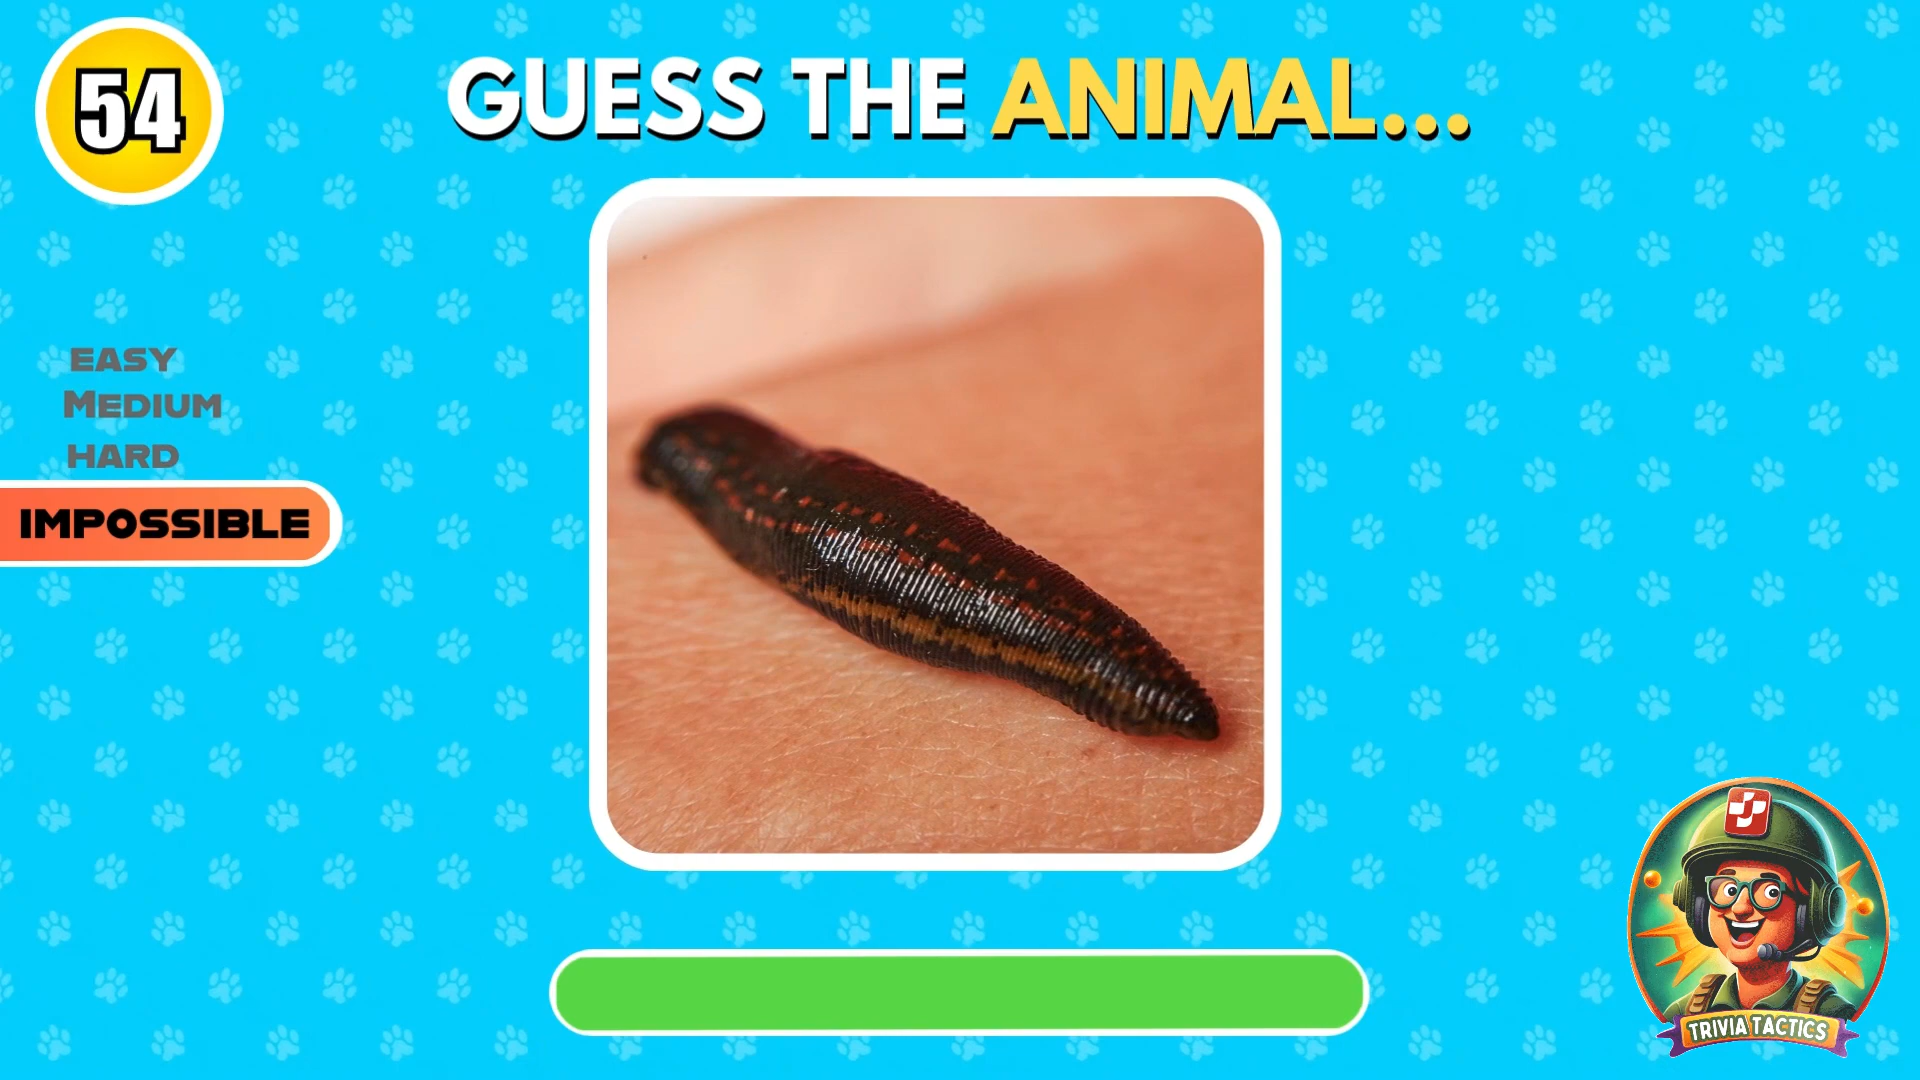 54
GUESS THE ANIMAL...
EASY
MEDIUM
HARD
IMPOSSIBLE
TRIVIA TACTICS